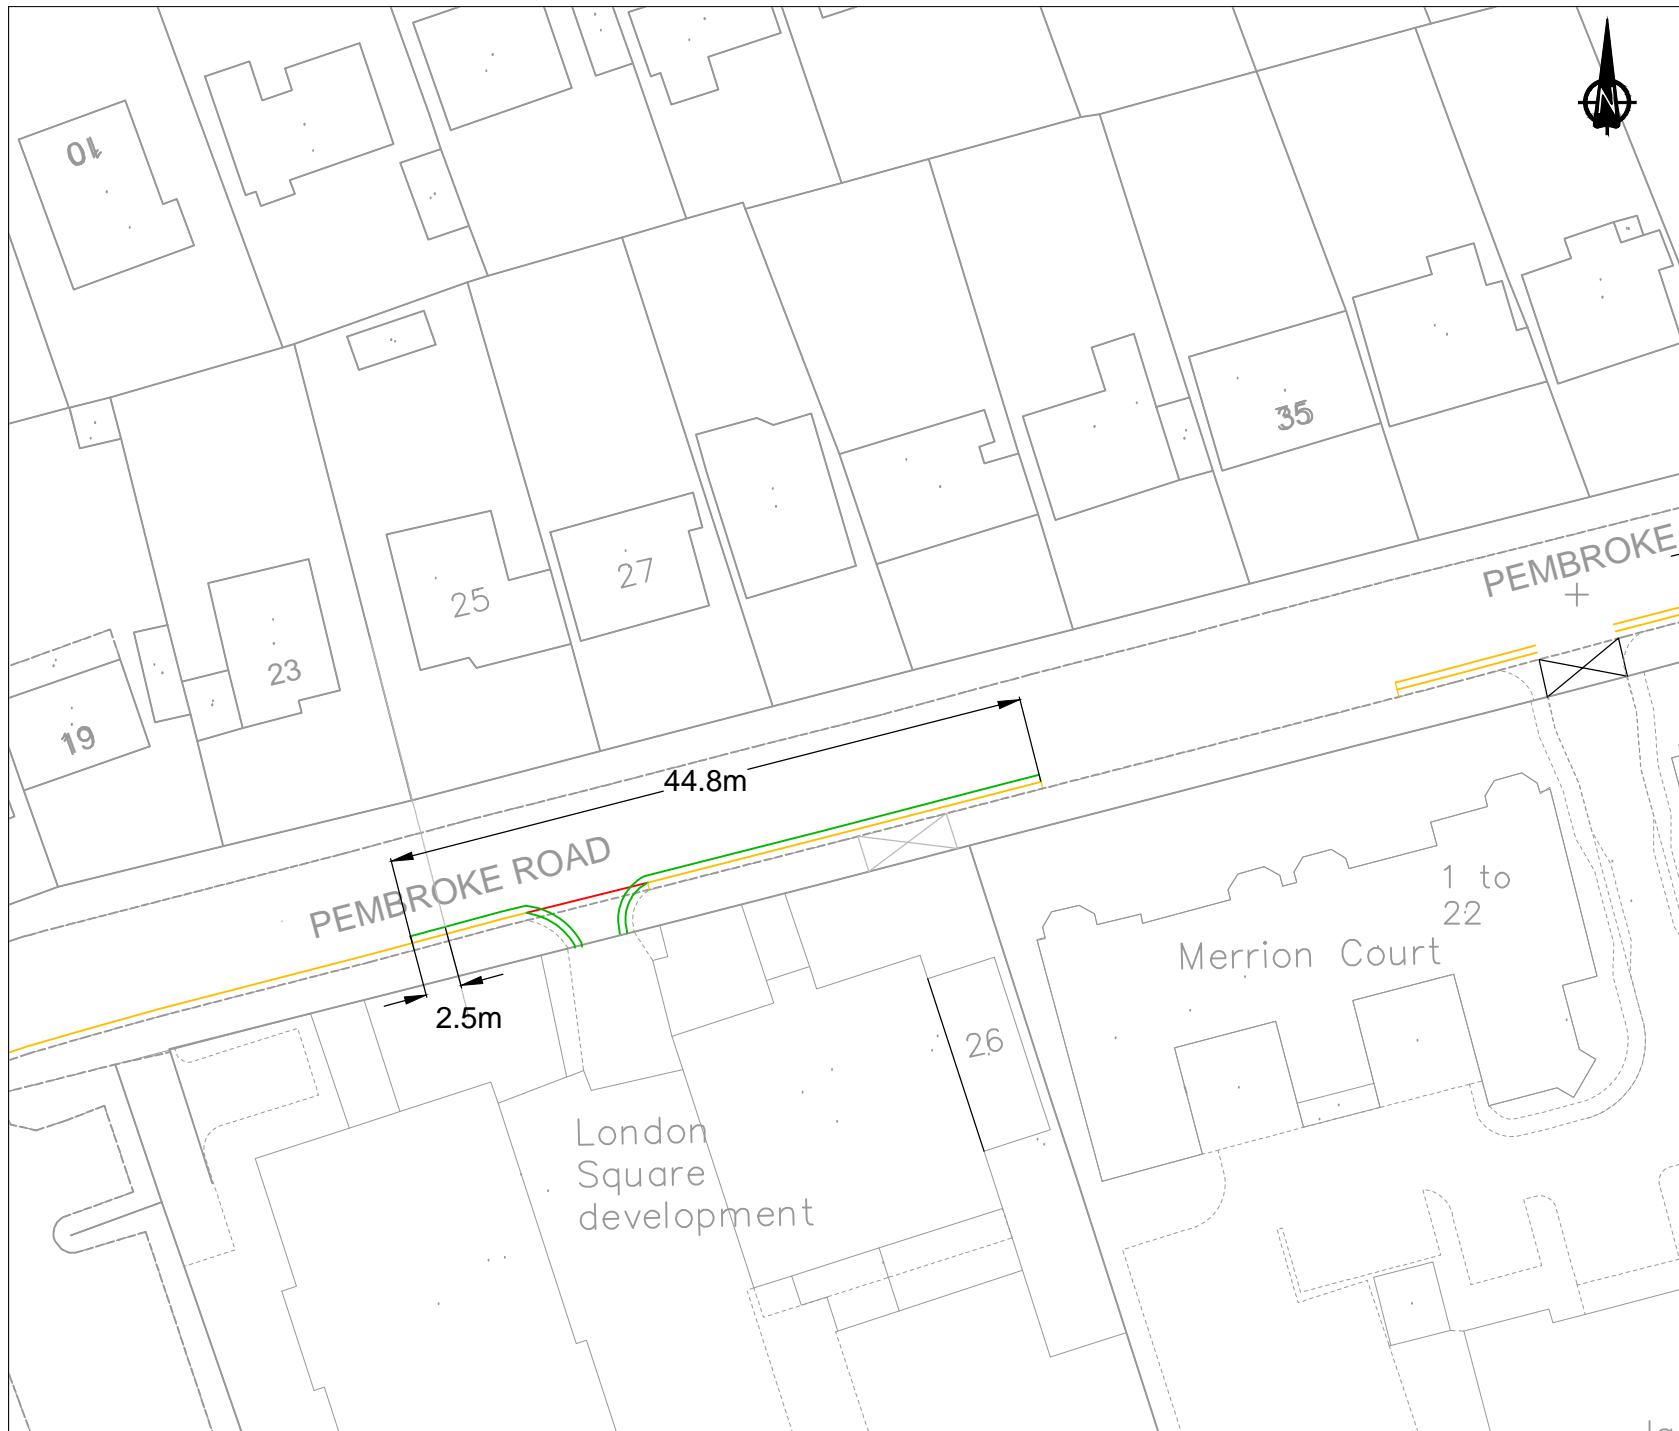 N
10
35
PEMBROKE
27
25
23
19
44.8m
PEMBROKE ROAD
1 to
22
Merrion Court
2.5m
26
London
Square
development